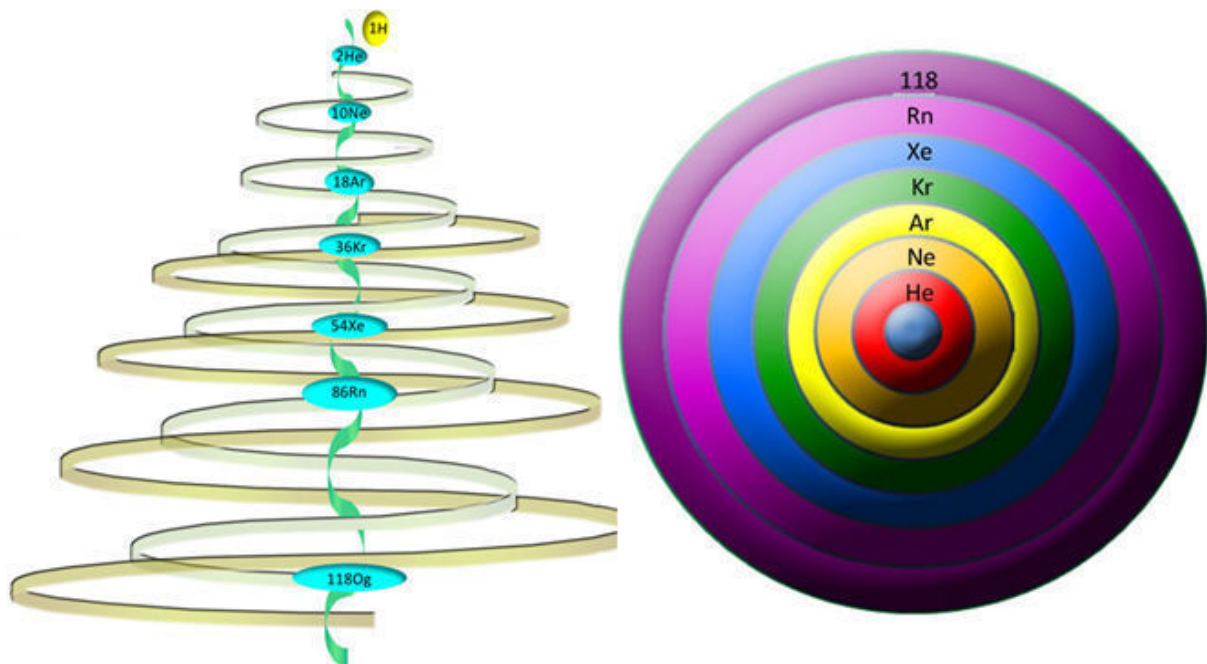 1H
2He
10Ne
18Ar
36Kr
54Xe
86Rn
118Og
118
Rn
Xe
Kr
Ar
Ne
He